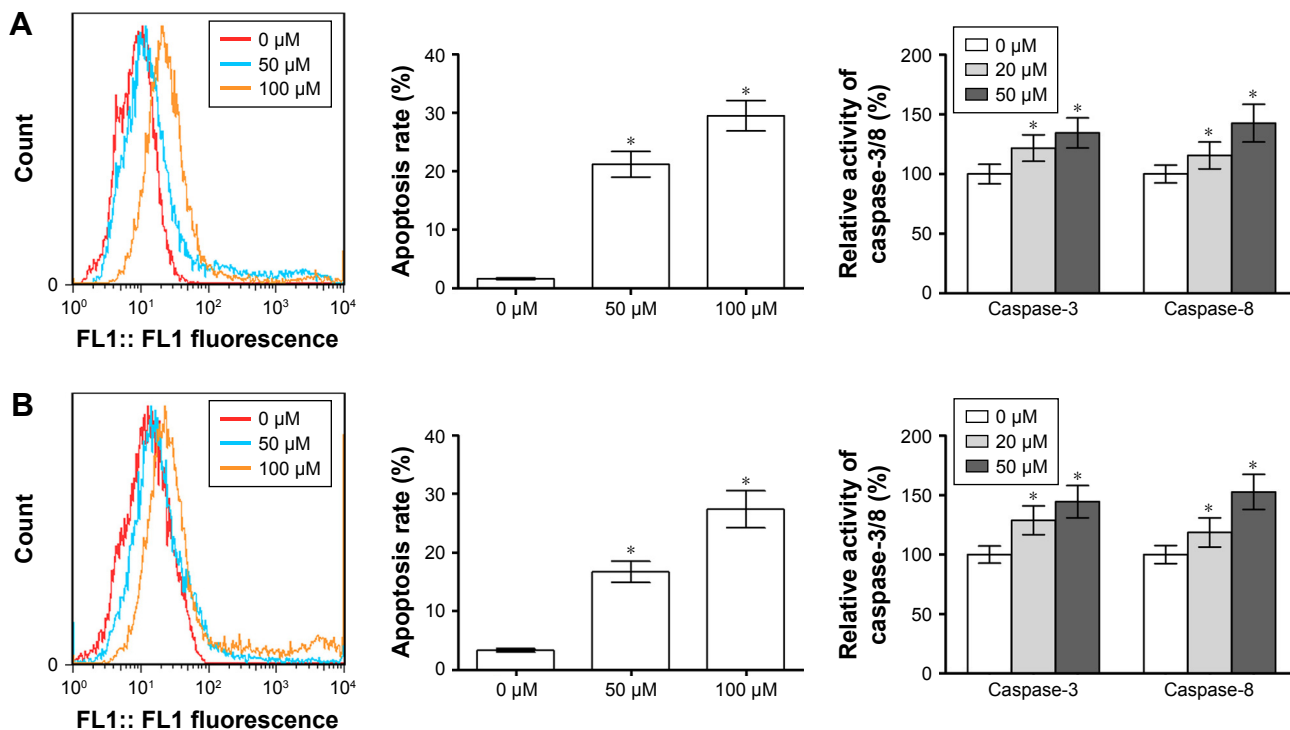 A
0 µM
50 µM
100 µM
Count
0
10⁰ 10¹ 10² 10³ 10⁴
FL1:: FL1 fluorescence
Apoptosis rate (%)
40
30
20
10
0
* *
0 µM 50 µM 100 µM
0 µM
20 µM
50 µM
Relative activity of
caspase-3/8 (%)
200
150
100
50
0
* * * *
Caspase-3 Caspase-8
B
0 µM
50 µM
100 µM
Count
0
10⁰ 10¹ 10² 10³ 10⁴
FL1:: FL1 fluorescence
Apoptosis rate (%)
40
30
20
10
0
* *
0 µM 50 µM 100 µM
0 µM
20 µM
50 µM
Relative activity of
caspase-3/8 (%)
200
150
100
50
0
* * * *
Caspase-3 Caspase-8